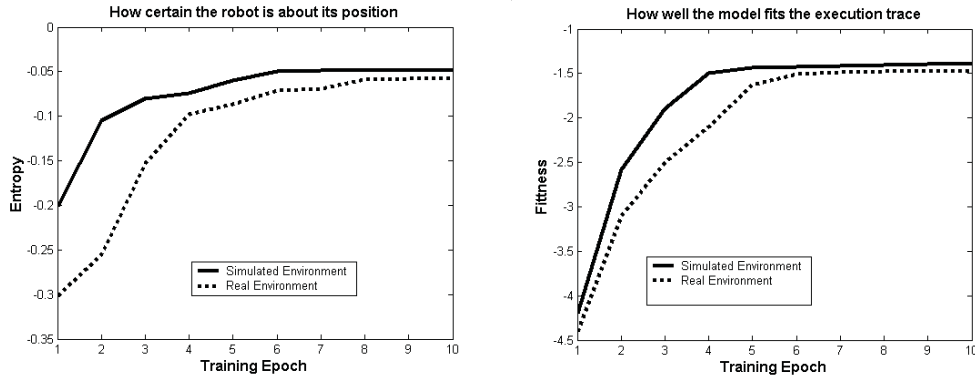 How certain the robot is about its position
0
-0.05
-0.1
-0.15
-0.2
-0.25
-0.3
-0.35
Entropy
Simulated Environment
Real Environment
1 2 3 4 5 6 7 8 9 10
Training Epoch
How well the model fits the execution trace
-1
-1.5
-2
-2.5
-3
-3.5
-4
-4.5
Fittness
Simulated Environment
Real Environment
1 2 3 4 5 6 7 8 9 10
Training Epoch